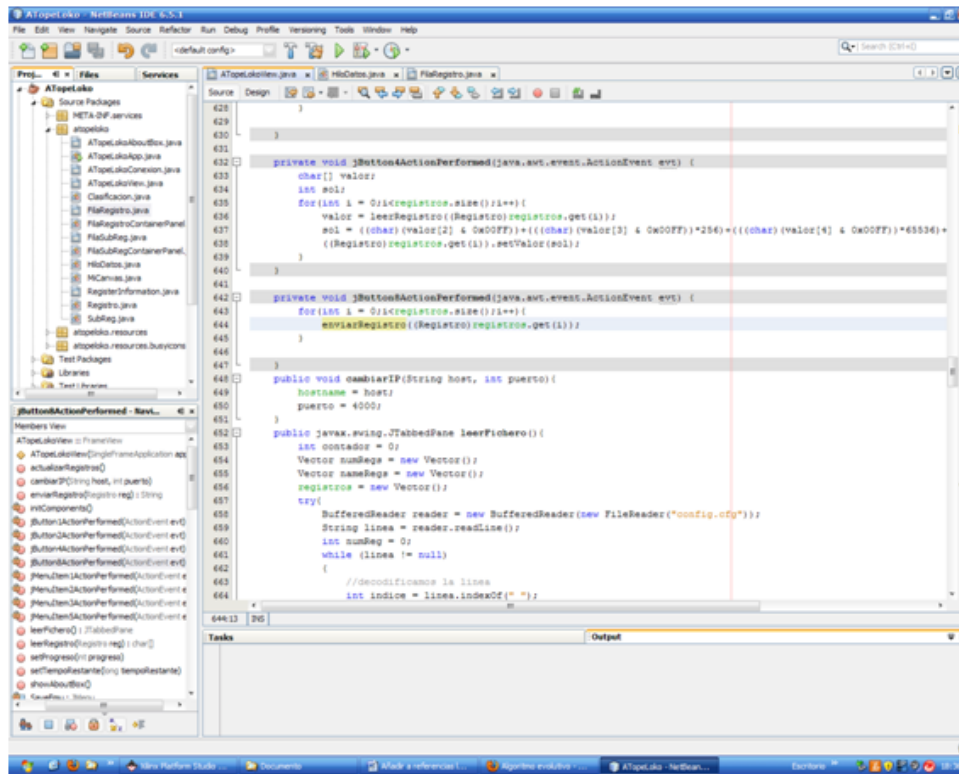 ATopeLoko - NetBeans IDE 6.5.1
File Edit View Navigate Source Refactor Run Debug Profile Versioning Tools Window Help
<default config>
Search (Ctrl+I)
Proj... Files Services
ATopeLokoView.java HiloDatos.java FilaRegistro.java
Source Design
ATopeLoko
Source Packages
META-INF.services
atopeloko
ATopeLokoAboutBox.java
ATopeLokoApp.java
ATopeLokoConexion.java
ATopeLokoView.java
Clasificacion.java
FilaRegistro.java
FilaRegistroContainerPanel
FilaSubReg.java
FilaSubRegContainerPanel.
HiloDatos.java
MiCanvas.java
RegisterInformation.java
Registro.java
SubReg.java
atopeloko.resources
atopeloko.resources.busyicons
Test Packages
Libraries
Test Libraries
628 }
629
630 }
631
632 private void jButton4ActionPerformed(java.awt.event.ActionEvent evt) {
633 char[] valor;
634 int sol;
635 for(int i = 0;i<registros.size();i++){
636 valor = leerRegistro((Registro)registros.get(i));
637 sol = ((char)(valor[2] & 0x00FF))+(((char)(valor[3] & 0x00FF))*256)+(((char)(valor[4] & 0x00FF))*65536)+
638 ((Registro)registros.get(i)).setValor(sol);
639 }
640 }
641
642 private void jButton8ActionPerformed(java.awt.event.ActionEvent evt) {
643 for(int i = 0;i<registros.size();i++){
644 enviarRegistro((Registro)registros.get(i));
645 }
646
647 }
648 public void cambiarIP(String host, int puerto){
649 hostname = host;
650 puerto = 4000;
651 }
652 public javax.swing.JTabbedPane leerFichero(){
653 int contador = 0;
654 Vector numRegs = new Vector();
655 Vector nameRegs = new Vector();
656 registros = new Vector();
657 try{
658 BufferedReader reader = new BufferedReader(new FileReader("config.cfg"));
659 String linea = reader.readLine();
660 int numReg = 0;
661 while (linea != null)
662 {
663 //decodificamos la linea
664 int indice = linea.indexOf(" ");
644:13 INS
jButton8ActionPerformed - Navi...
Members View
ATopeLokoView :: FrameView
ATopeLokoView(SingleFrameApplication app
actualizarRegistros()
cambiarIP(String host, int puerto)
enviarRegistro(Registro reg) : String
initComponents()
jButton1ActionPerformed(ActionEvent evt)
jButton2ActionPerformed(ActionEvent evt)
jButton4ActionPerformed(ActionEvent evt)
jButton8ActionPerformed(ActionEvent evt)
jMenuItem1ActionPerformed(ActionEvent e
jMenuItem2ActionPerformed(ActionEvent e
jMenuItem3ActionPerformed(ActionEvent e
jMenuItem5ActionPerformed(ActionEvent e
leerFichero() : JTabbedPane
leerRegistro(Registro reg) : char[]
setProgreso(int progreso)
setTiempoRestante(long tiempoRestante)
showAboutBox()
Tasks Output
Xilinx Platform Studio ... Documento Añadir a referencias l... Algoritmo evolutivo - ... ATopeLoko - NetBean... Escritorio